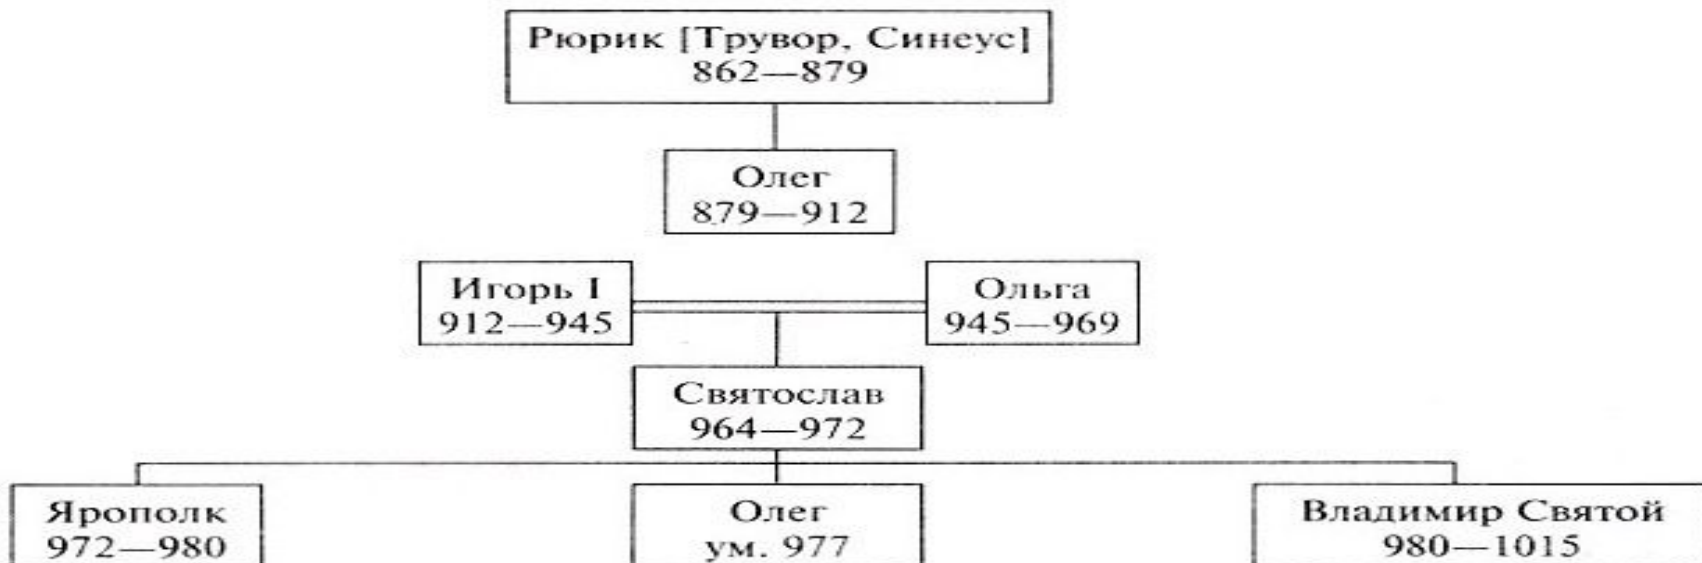 Рюрик [Трувор, Синеус]
862—879
Олег
879—912
Игорь I
912—945
Ольга
945—969
Святослав
964—972
Ярополк
972—980
Олег
ум. 977
Владимир Святой
980—1015